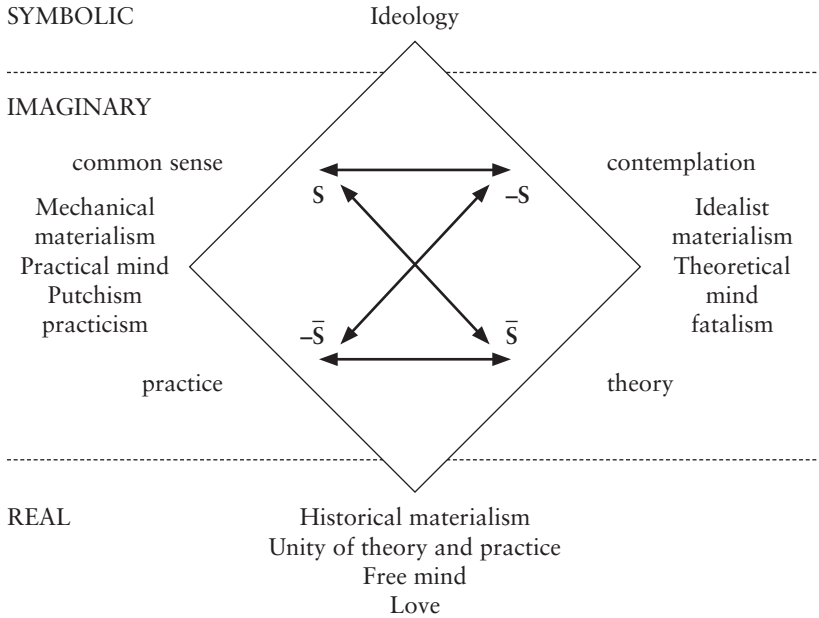 SYMBOLIC
Ideology
IMAGINARY
common sense
contemplation
S
–S
Mechanical
materialism
Practical mind
Putchism
practicism
Idealist
materialism
Theoretical
mind
fatalism
–S̅
S̅
practice
theory
REAL
Historical materialism
Unity of theory and practice
Free mind
Love